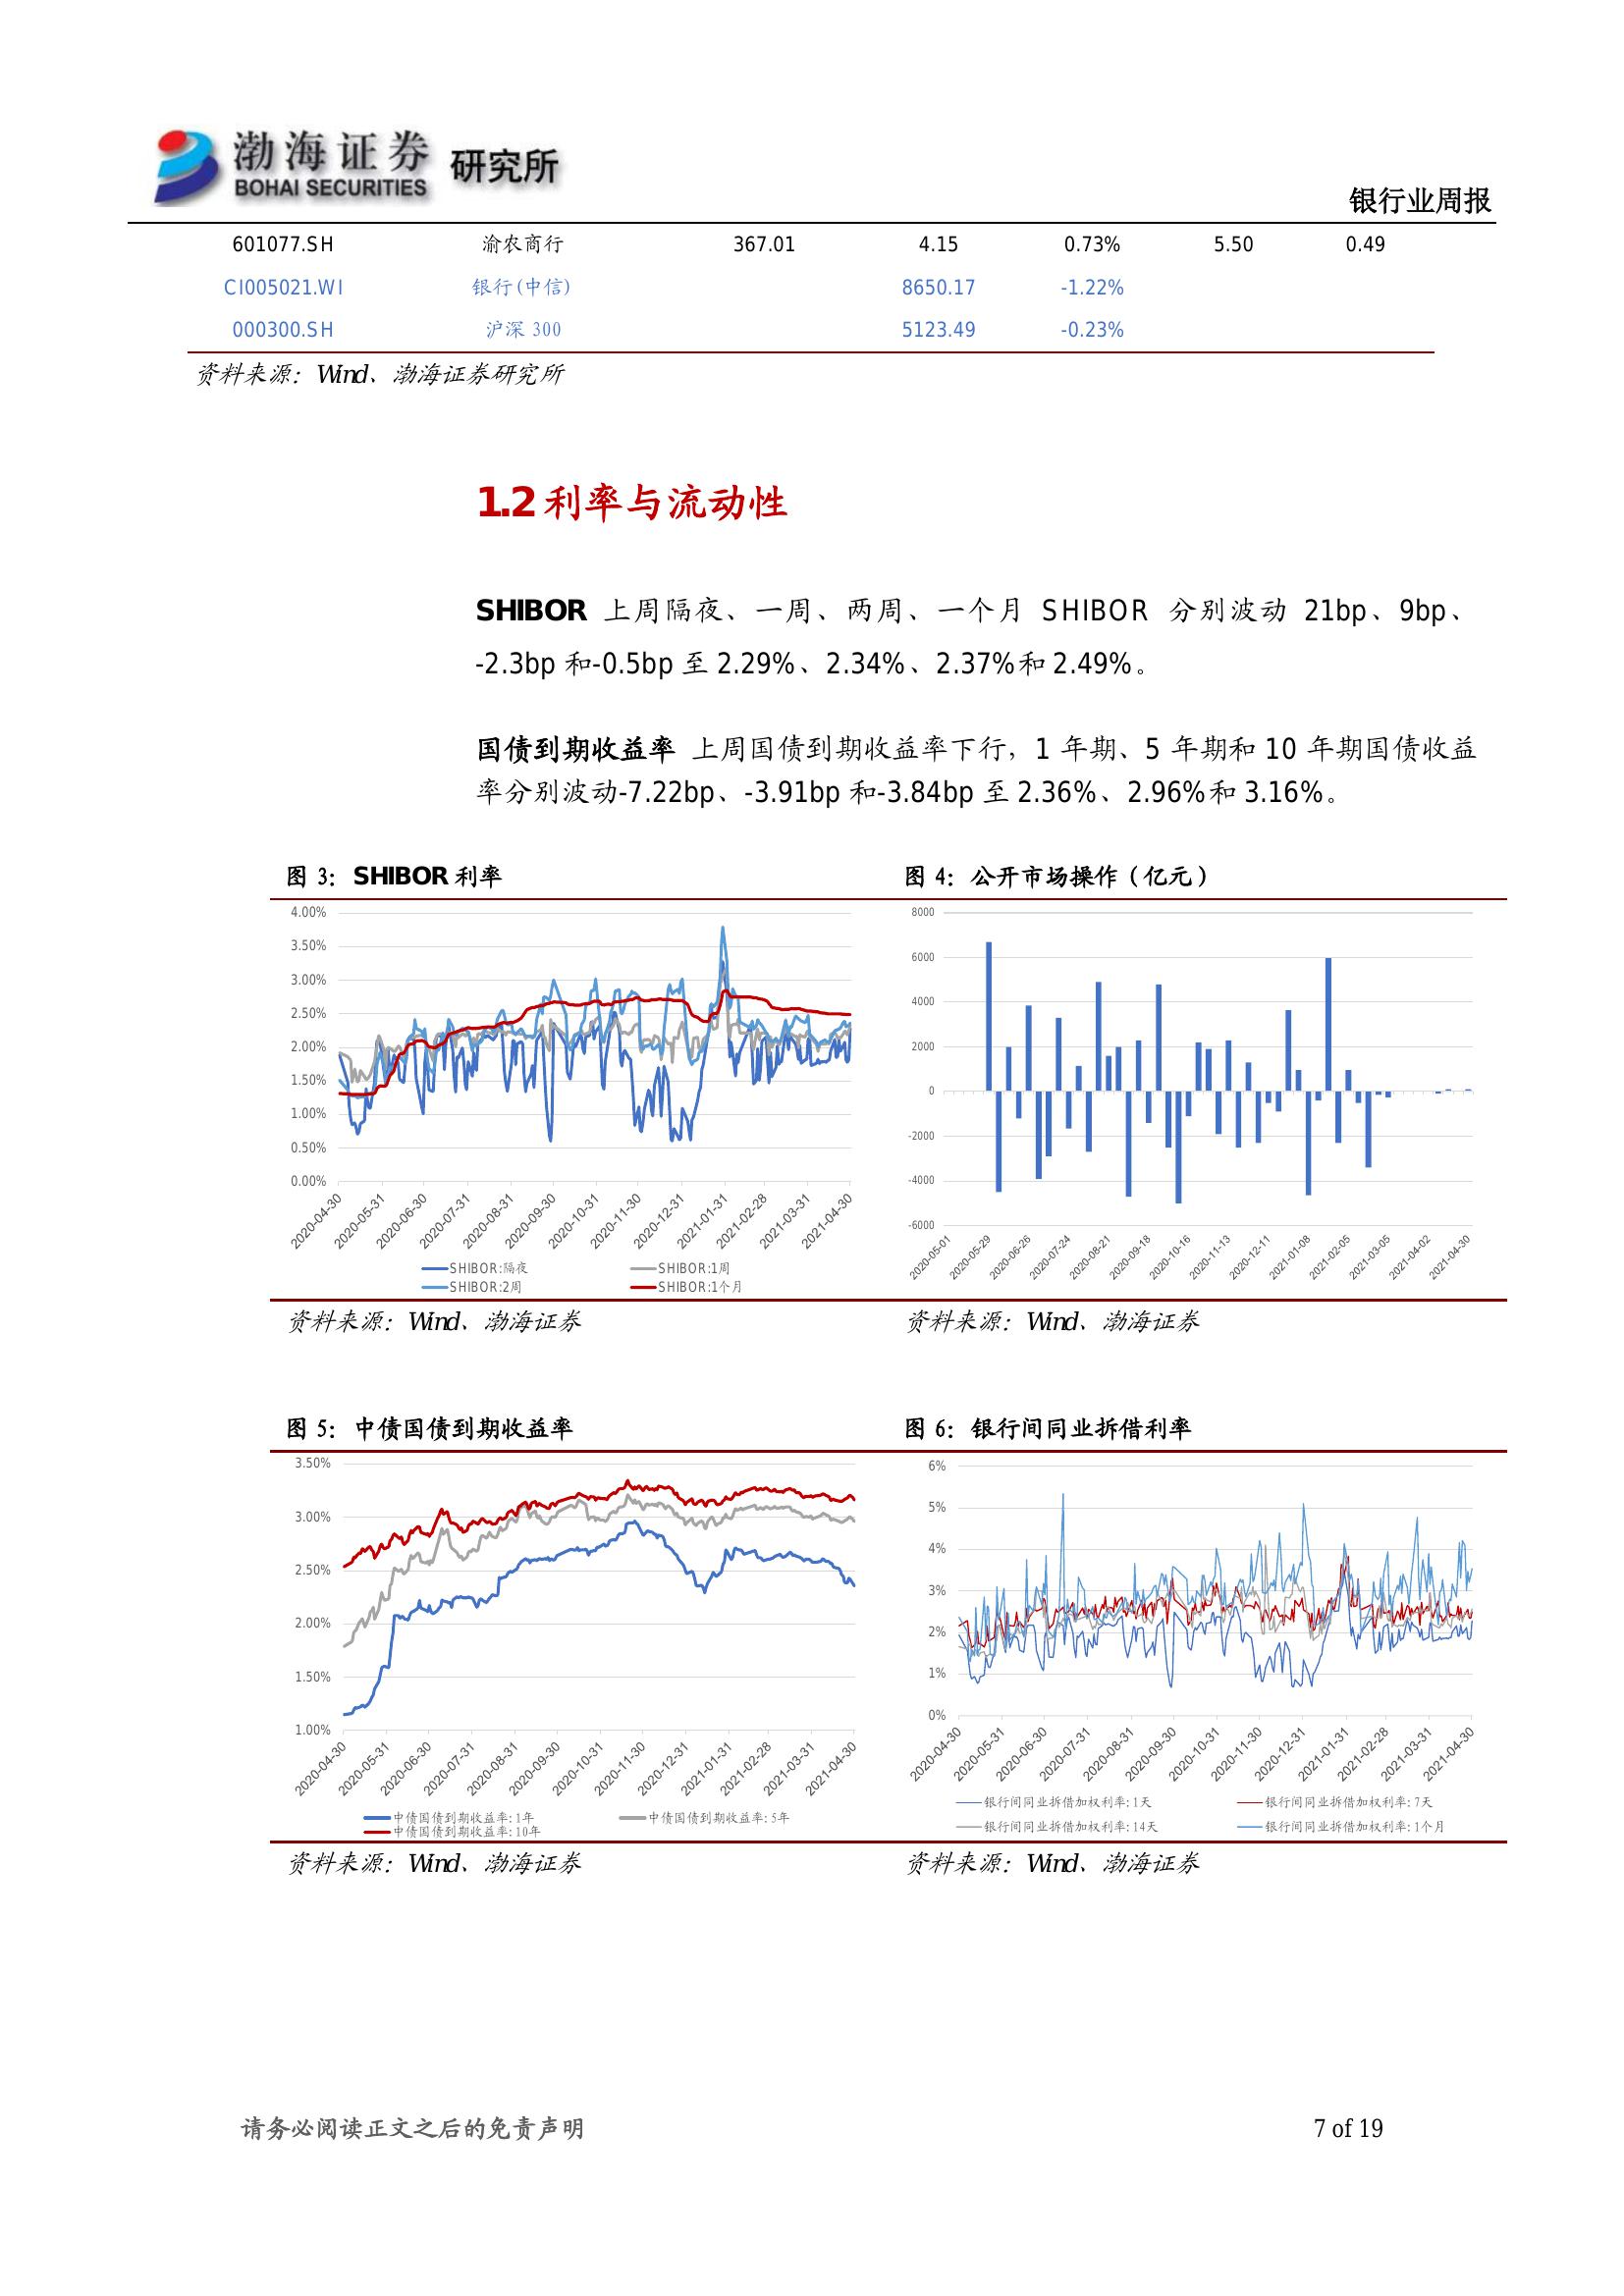 渤海证券 研究所
BOHAI SECURITIES
银行业周报
601077.SH 渝农商行 367.01 4.15 0.73% 5.50 0.49
CI005021.WI 银行(中信) 8650.17 -1.22%
000300.SH 沪深 300 5123.49 -0.23%
资料来源：Wind、渤海证券研究所
1.2 利率与流动性
SHIBOR 上周隔夜、一周、两周、一个月 SHIBOR 分别波动 21bp、9bp、
-2.3bp 和-0.5bp 至 2.29%、2.34%、2.37%和 2.49%。
国债到期收益率 上周国债到期收益率下行，1 年期、5 年期和 10 年期国债收益
率分别波动-7.22bp、-3.91bp 和-3.84bp 至 2.36%、2.96%和 3.16%。
图 3：SHIBOR 利率
4.00%
3.50%
3.00%
2.50%
2.00%
1.50%
1.00%
0.50%
0.00%
2020-04-30 2020-05-31 2020-06-30 2020-07-31 2020-08-31 2020-09-30 2020-10-31 2020-11-30 2020-12-31 2021-01-31 2021-02-28 2021-03-31 2021-04-30
SHIBOR:隔夜 SHIBOR:1周
SHIBOR:2周 SHIBOR:1个月
资料来源：Wind、渤海证券
图 4：公开市场操作（亿元）
8000
6000
4000
2000
0
-2000
-4000
-6000
2020-05-01 2020-05-29 2020-06-26 2020-07-24 2020-08-21 2020-09-18 2020-10-16 2020-11-13 2020-12-11 2021-01-08 2021-02-05 2021-03-05 2021-04-02 2021-04-30
资料来源：Wind、渤海证券
图 5：中债国债到期收益率
3.50%
3.00%
2.50%
2.00%
1.50%
1.00%
2020-04-30 2020-05-31 2020-06-30 2020-07-31 2020-08-31 2020-09-30 2020-10-31 2020-11-30 2020-12-31 2021-01-31 2021-02-28 2021-03-31 2021-04-30
中债国债到期收益率:1年 中债国债到期收益率:5年
中债国债到期收益率:10年
资料来源：Wind、渤海证券
图 6：银行间同业拆借利率
6%
5%
4%
3%
2%
1%
0%
2020-04-30 2020-05-31 2020-06-30 2020-07-31 2020-08-31 2020-09-30 2020-10-31 2020-11-30 2020-12-31 2021-01-31 2021-02-28 2021-03-31 2021-04-30
银行间同业拆借加权利率:1天 银行间同业拆借加权利率:7天
银行间同业拆借加权利率:14天 银行间同业拆借加权利率:1个月
资料来源：Wind、渤海证券
请务必阅读正文之后的免责声明 7 of 19